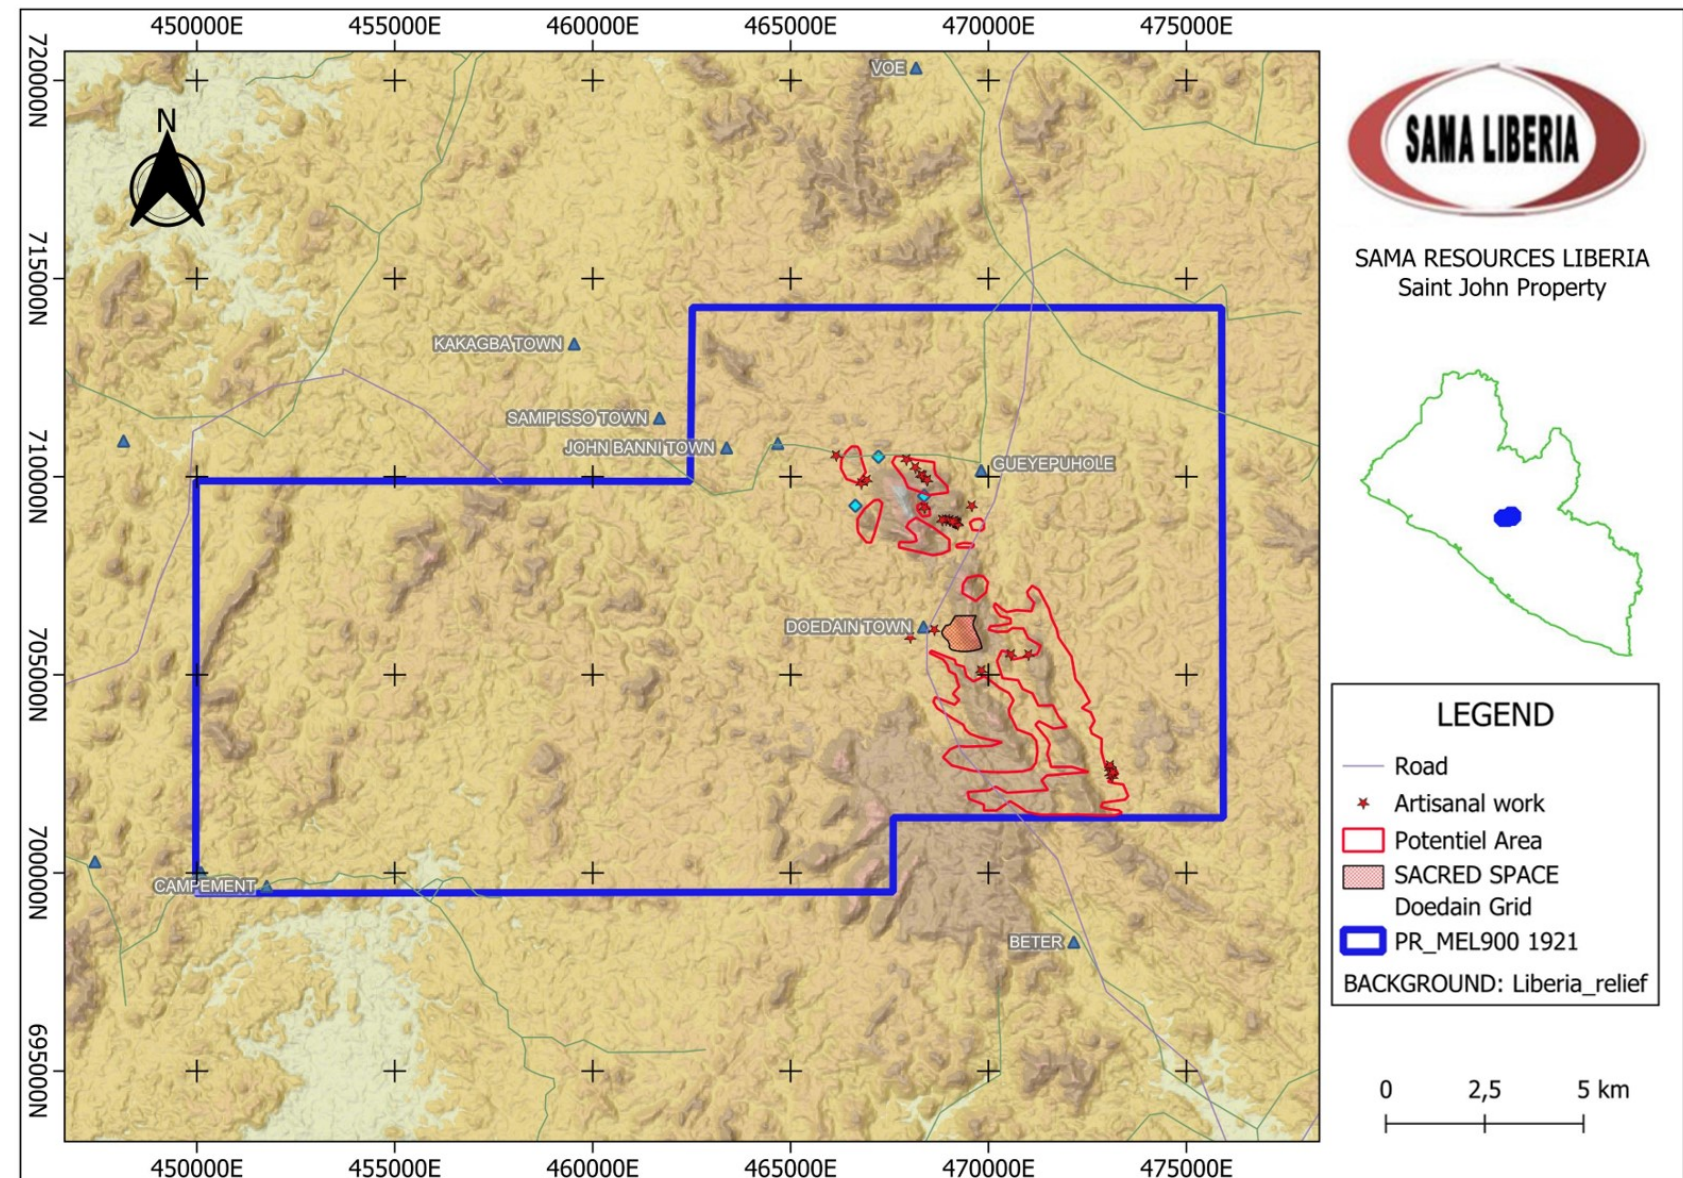 450000E 455000E 460000E 465000E 470000E 475000E
720000N
715000N
710000N
705000N
700000N
695000N
N
VOE
KAKAGBA TOWN
SAMIPISSO TOWN
JOHN BANNI TOWN
GUEYEPUHOLE
DOEDAIN TOWN
CAMPEMENT
BETER
450000E 455000E 460000E 465000E 470000E 475000E
SAMA LIBERIA
SAMA RESOURCES LIBERIA
Saint John Property
LEGEND
Road
Artisanal work
Potentiel Area
SACRED SPACE
Doedain Grid
PR_MEL900 1921
BACKGROUND: Liberia_relief
0 2,5 5 km